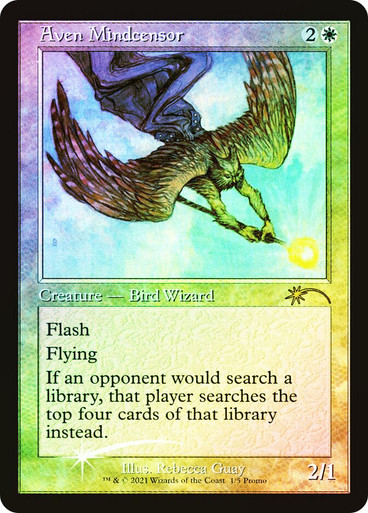 Aven Mindcensor 2
Creature — Bird Wizard
Flash
Flying
If an opponent would search a
library, that player searches the
top four cards of that library
instead.
Illus. Rebecca Guay
2/1
™ & © 2021 Wizards of the Coast 1/5 Promo